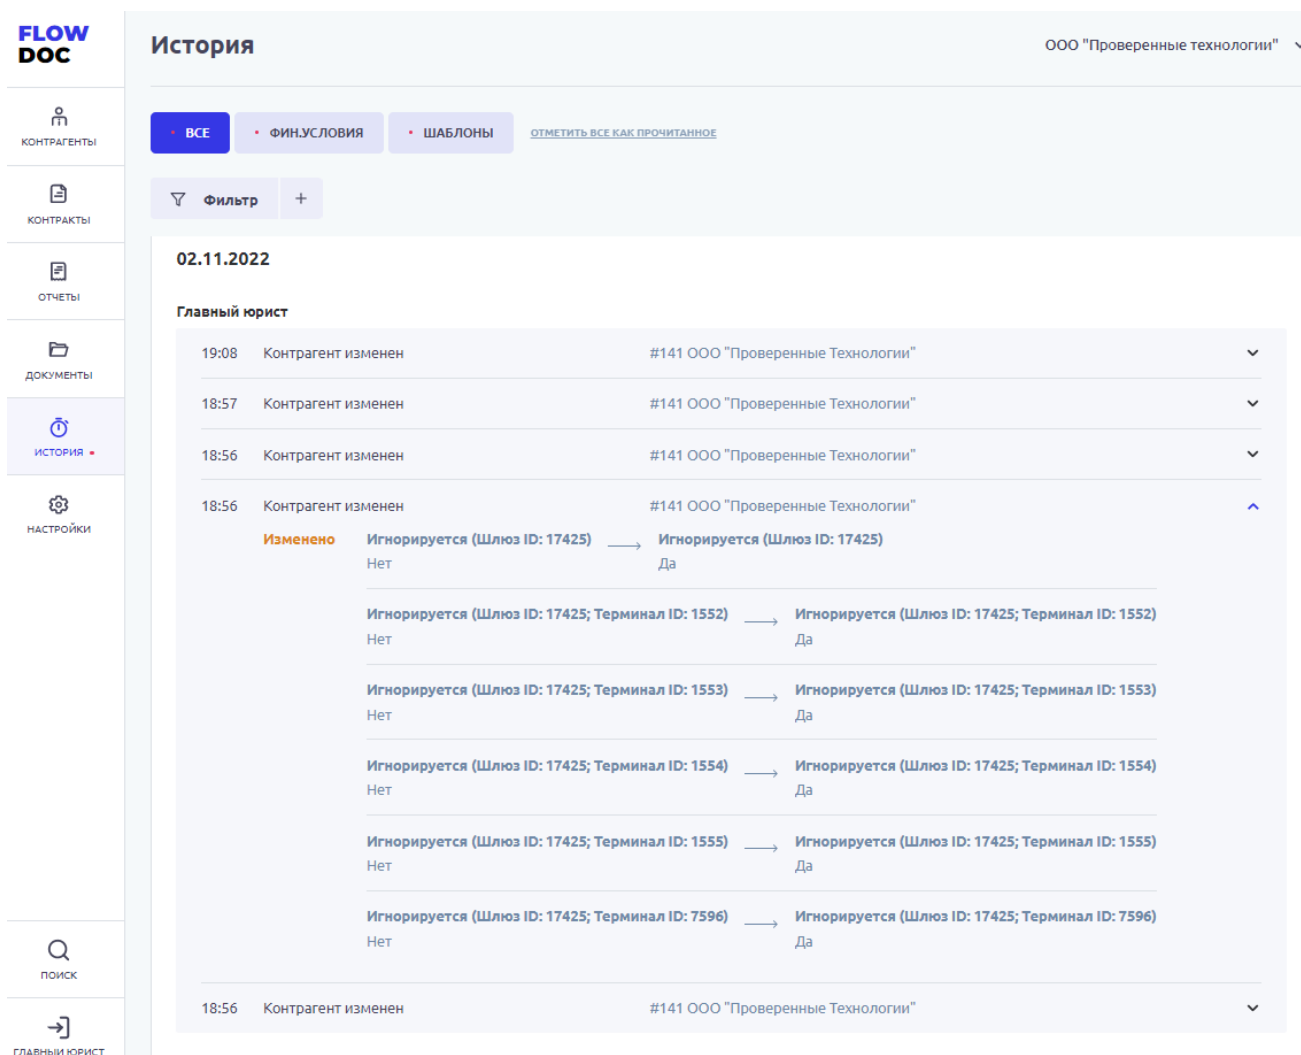 FLOW
DOC
История
ООО "Проверенные технологии"
КОНТРАГЕНТЫ
ВСЕ
ФИН.УСЛОВИЯ
ШАБЛОНЫ
ОТМЕТИТЬ ВСЕ КАК ПРОЧИТАННОЕ
КОНТРАКТЫ
Фильтр +
ОТЧЕТЫ
ДОКУМЕНТЫ
ИСТОРИЯ
НАСТРОЙКИ
02.11.2022
Главный юрист
19:08 Контрагент изменен #141 ООО "Проверенные Технологии"
18:57 Контрагент изменен #141 ООО "Проверенные Технологии"
18:56 Контрагент изменен #141 ООО "Проверенные Технологии"
18:56 Контрагент изменен #141 ООО "Проверенные Технологии"
Изменено Игнорируется (Шлюз ID: 17425) Игнорируется (Шлюз ID: 17425)
Нет Да
Игнорируется (Шлюз ID: 17425; Терминал ID: 1552) Игнорируется (Шлюз ID: 17425; Терминал ID: 1552)
Нет Да
Игнорируется (Шлюз ID: 17425; Терминал ID: 1553) Игнорируется (Шлюз ID: 17425; Терминал ID: 1553)
Нет Да
Игнорируется (Шлюз ID: 17425; Терминал ID: 1554) Игнорируется (Шлюз ID: 17425; Терминал ID: 1554)
Нет Да
Игнорируется (Шлюз ID: 17425; Терминал ID: 1555) Игнорируется (Шлюз ID: 17425; Терминал ID: 1555)
Нет Да
Игнорируется (Шлюз ID: 17425; Терминал ID: 7596) Игнорируется (Шлюз ID: 17425; Терминал ID: 7596)
Нет Да
18:56 Контрагент изменен #141 ООО "Проверенные Технологии"
ПОИСК
ГЛАВНЫЙ ЮРИСТ